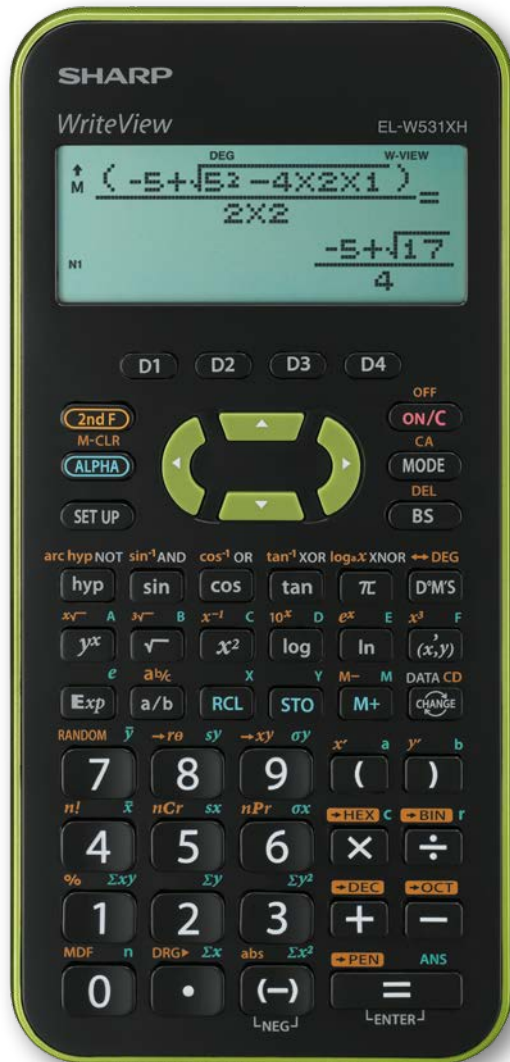 SHARP
WriteView EL-W531XH
DEG W-VIEW
M (-5+√5²-4×2×1)
2×2 =
-5+√17
N1
4
D1 D2 D3 D4
OFF
2nd F ON/C
M-CLR CA
ALPHA MODE
DEL
SET UP BS
arc hyp NOT sin⁻¹ AND cos⁻¹ OR tan⁻¹ XOR logₐx XNOR ↔DEG
hyp sin cos tan π D°M'S
ˣ√ A ³√ B x⁻¹ C 10ˣ D eˣ E x³ F
yˣ √ x² log ln (x,y)
e ab/c X Y M− M DATA CD
Exp a/b RCL STO M+ CHANGE
RANDOM ȳ →rθ sy →xy σy x′ a y′ b
7 8 9 ( )
n! x̄ nCr sx nPr σx →HEX c →BIN r
4 5 6 × ÷
% Σxy Σy Σy² →DEC →OCT
1 2 3 + −
MDF n DRG▸ Σx abs Σx² →PEN ANS
0 • (−) =
NEG ENTER